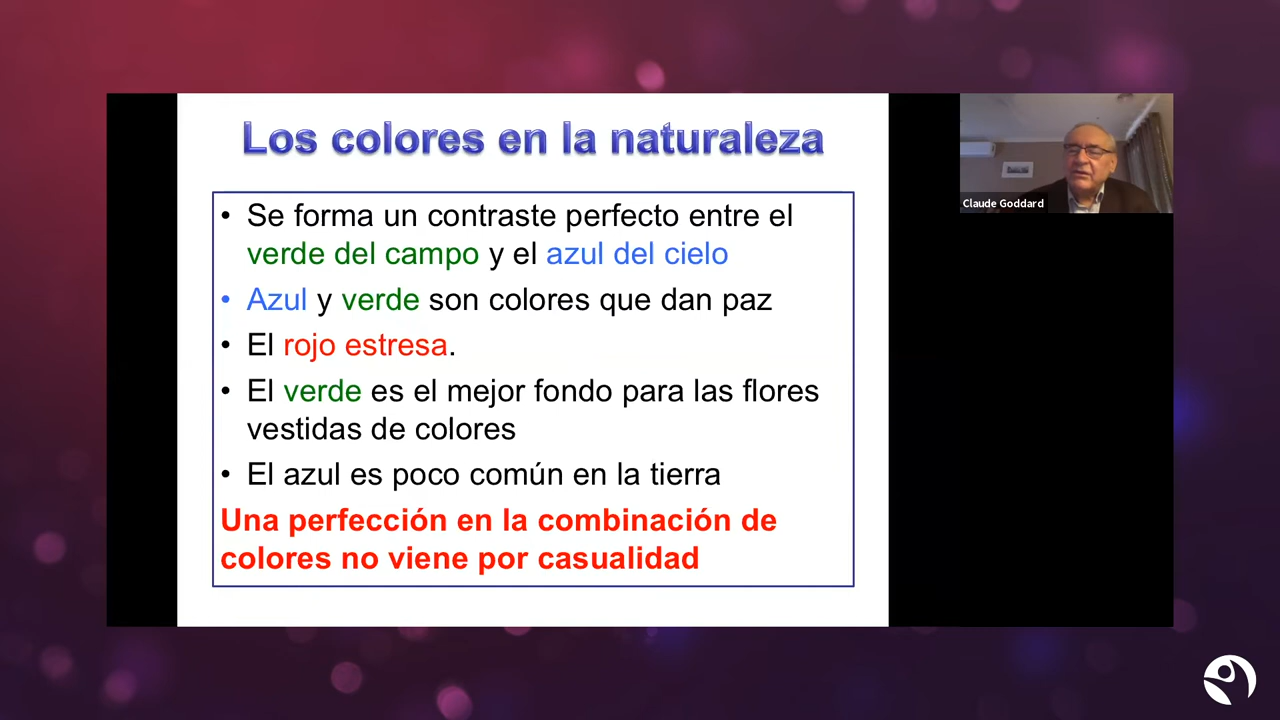 Los colores en la naturaleza
• Se forma un contraste perfecto entre el
verde del campo y el azul del cielo
• Azul y verde son colores que dan paz
• El rojo estresa.
• El verde es el mejor fondo para las flores
vestidas de colores
• El azul es poco común en la tierra
Una perfección en la combinación de
colores no viene por casualidad
Claude Goddard